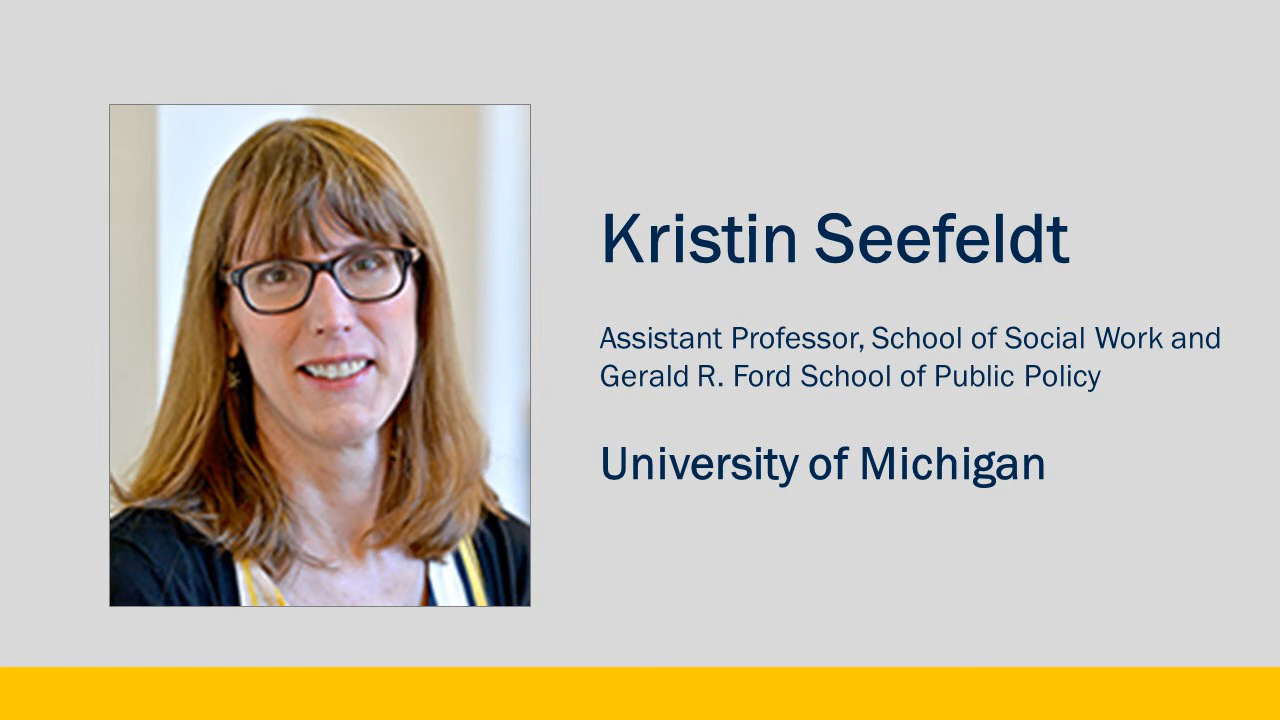 Kristin Seefeldt
Assistant Professor, School of Social Work and
Gerald R. Ford School of Public Policy
University of Michigan